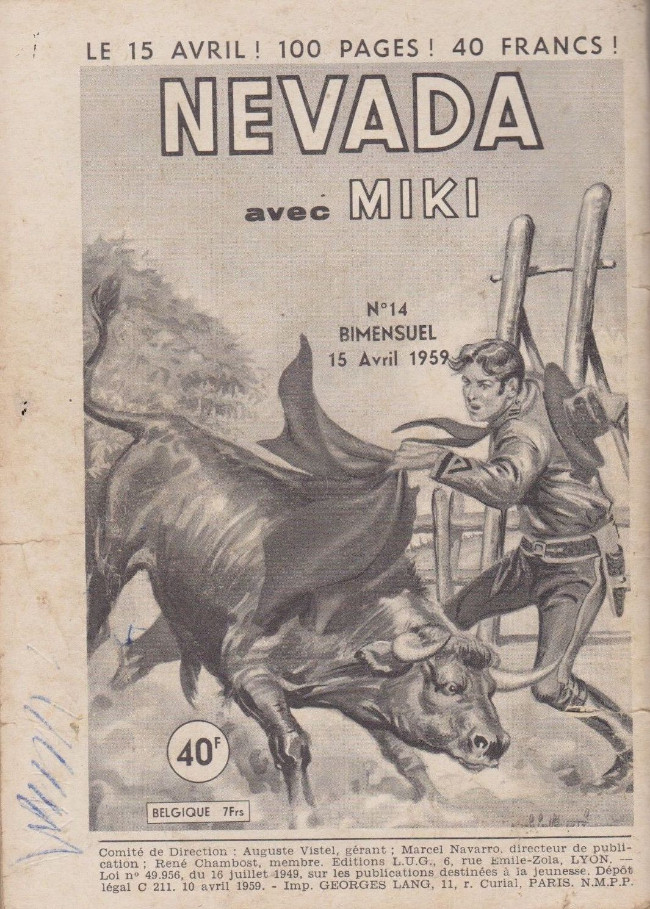 LE 15 AVRIL ! 100 PAGES ! 40 FRANCS !
NEVADA
avec MIKI
N°14
BIMENSUEL
15 Avril 1959
40F
BELGIQUE 7Frs
Comité de Direction : Auguste Vistel, gérant ; Marcel Navarro, directeur de publi-
cation ; René Chambost, membre. Editions L.U.G., 6, rue Emile-Zola, LYON. —
Loi n° 49.956, du 16 juillet 1949, sur les publications destinées à la jeunesse. Dépôt
légal C 211. 10 avril 1959. - Imp. GEORGES LANG, 11, r. Curial, PARIS. N.M.P.P.